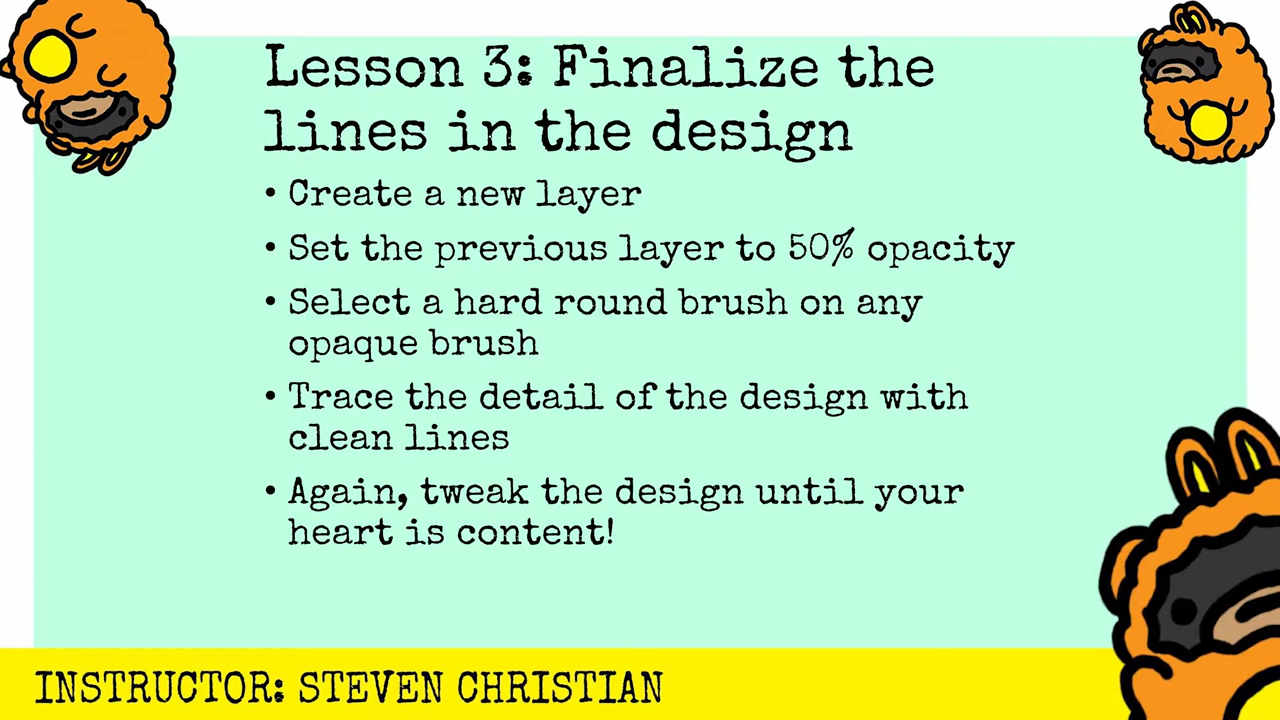 Lesson 3: Finalize the
lines in the design
• Create a new layer
• Set the previous layer to 50% opacity
• Select a hard round brush on any
opaque brush
• Trace the detail of the design with
clean lines
• Again, tweak the design until your
heart is content!
INSTRUCTOR: STEVEN CHRISTIAN